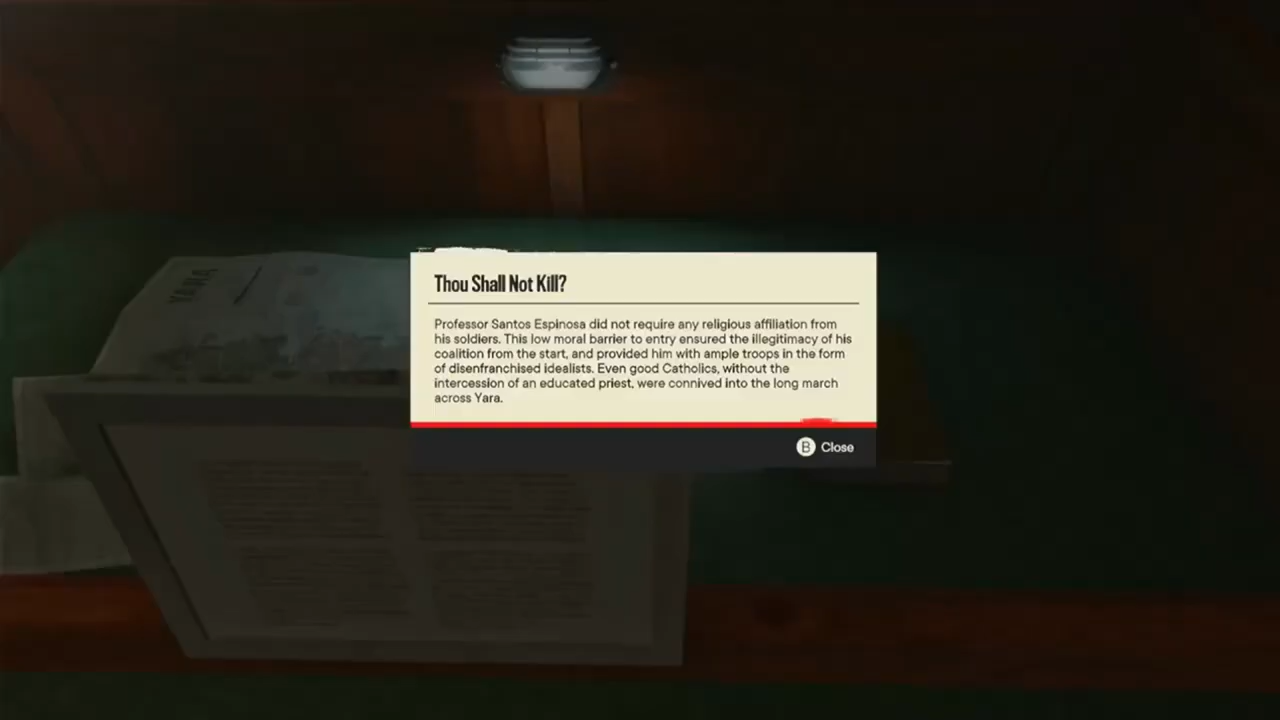 YARA
Thou Shall Not Kill?
Professor Santos Espinosa did not require any religious affiliation from
his soldiers. This low moral barrier to entry ensured the illegitimacy of his
coalition from the start, and provided him with ample troops in the form
of disenfranchised idealists. Even good Catholics, without the
intercession of an educated priest, were connived into the long march
across Yara.
B Close